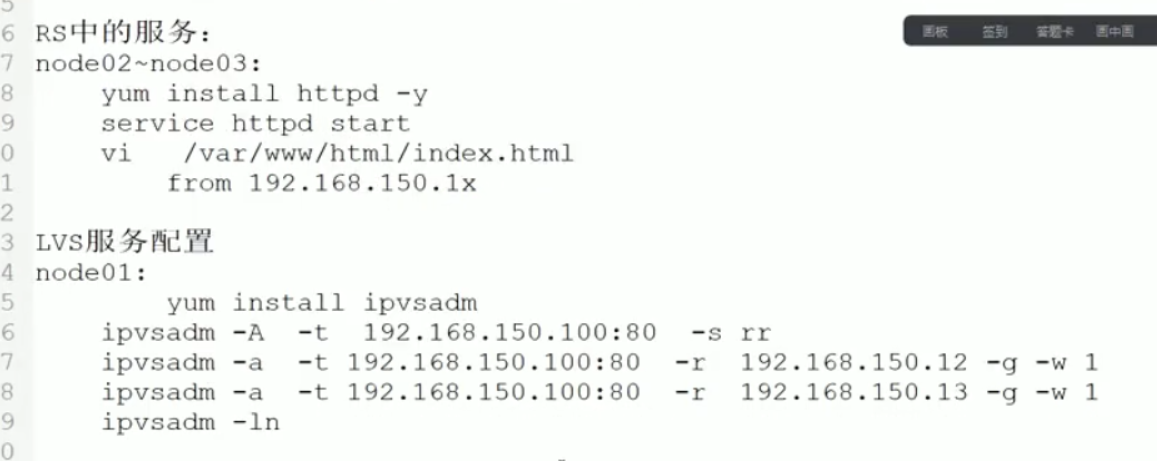 5
6 RS中的服务:
画板 签到 答题卡 画中画
7 node02~node03:
8 yum install httpd -y
9 service httpd start
0 vi /var/www/html/index.html
1 from 192.168.150.1x
2
3 LVS服务配置
4 node01:
5 yum install ipvsadm
6 ipvsadm -A -t 192.168.150.100:80 -s rr
7 ipvsadm -a -t 192.168.150.100:80 -r 192.168.150.12 -g -w 1
8 ipvsadm -a -t 192.168.150.100:80 -r 192.168.150.13 -g -w 1
9 ipvsadm -ln
0